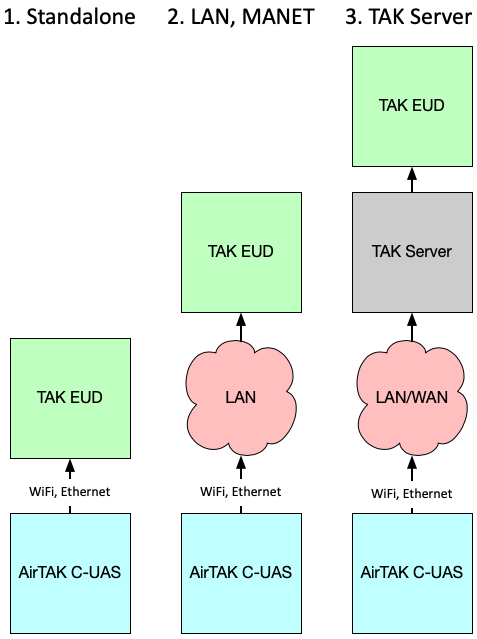 1. Standalone
2. LAN, MANET
3. TAK Server
TAK EUD
TAK EUD
TAK Server
TAK EUD
LAN
LAN/WAN
WiFi, Ethernet
WiFi, Ethernet
WiFi, Ethernet
AirTAK C-UAS
AirTAK C-UAS
AirTAK C-UAS